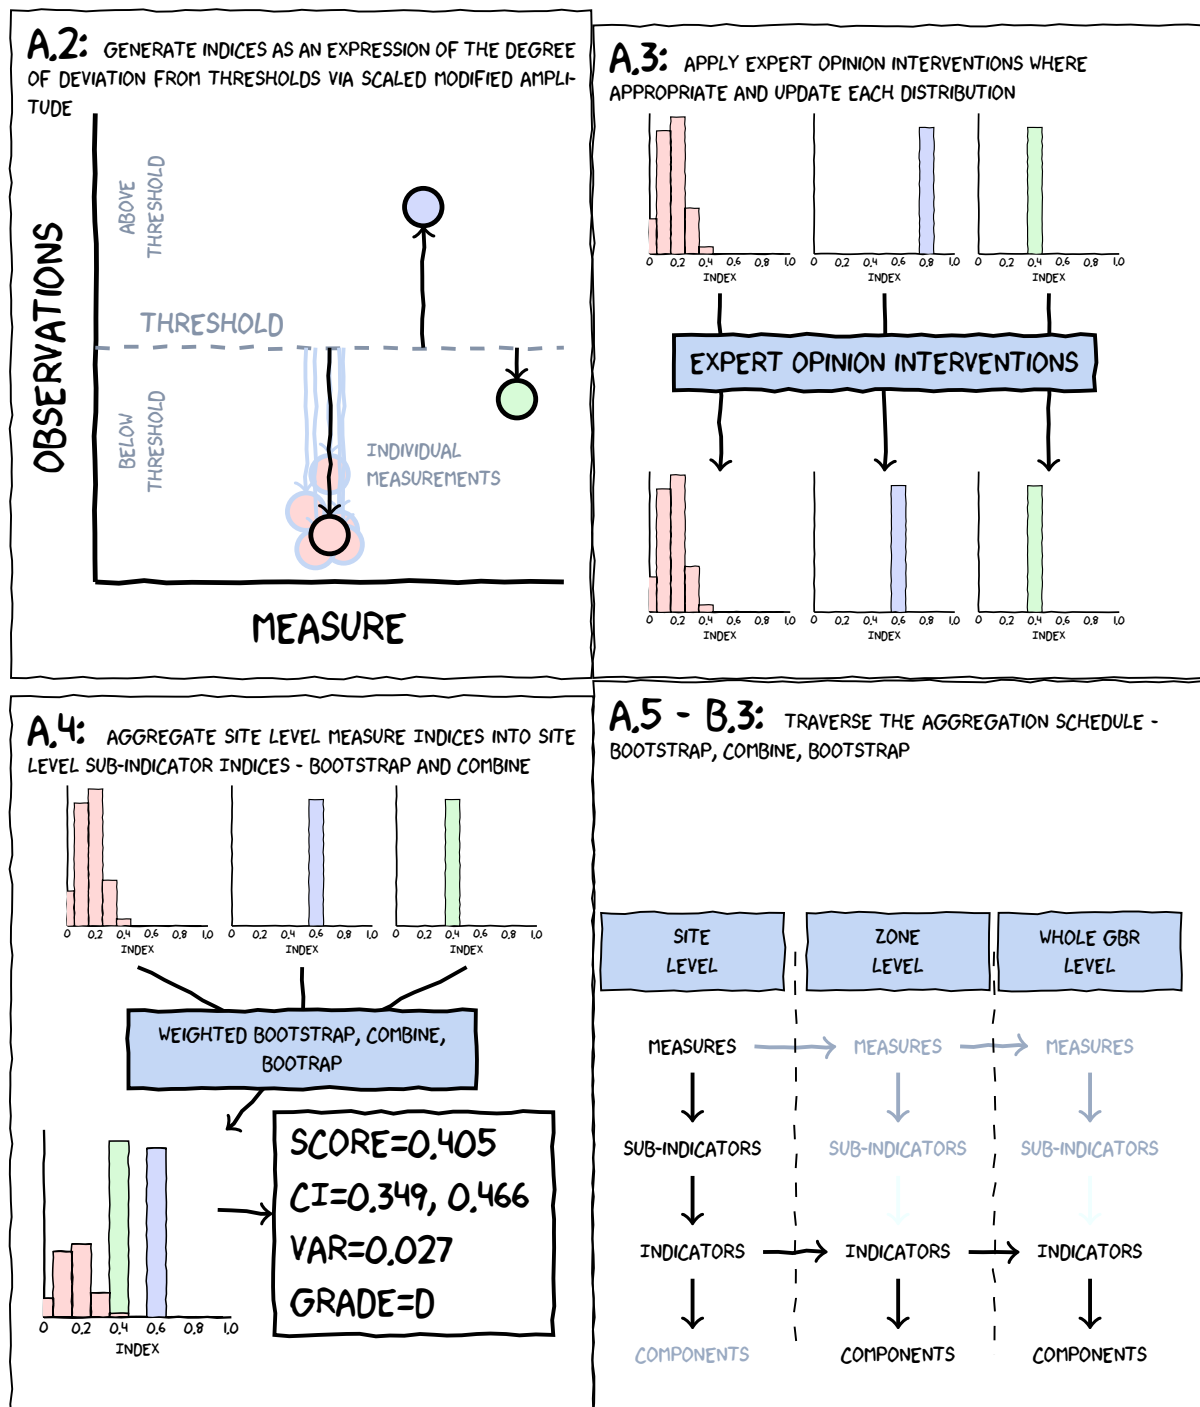 A.2: GENERATE INDICES AS AN EXPRESSION OF THE DEGREE
OF DEVIATION FROM THRESHOLDS VIA SCALED MODIFIED AMPLI-
TUDE
OBSERVATIONS
ABOVE
THRESHOLD
THRESHOLD
BELOW
THRESHOLD
INDIVIDUAL
MEASUREMENTS
MEASURE
A.3: APPLY EXPERT OPINION INTERVENTIONS WHERE
APPROPRIATE AND UPDATE EACH DISTRIBUTION
0 0.2 0.4 0.6 0.8 1.0
INDEX
0 0.2 0.4 0.6 0.8 1.0
INDEX
0 0.2 0.4 0.6 0.8 1.0
INDEX
EXPERT OPINION INTERVENTIONS
0 0.2 0.4 0.6 0.8 1.0
INDEX
0 0.2 0.4 0.6 0.8 1.0
INDEX
0 0.2 0.4 0.6 0.8 1.0
INDEX
A.4: AGGREGATE SITE LEVEL MEASURE INDICES INTO SITE
LEVEL SUB-INDICATOR INDICES - BOOTSTRAP AND COMBINE
0 0.2 0.4 0.6 0.8 1.0
INDEX
0 0.2 0.4 0.6 0.8 1.0
INDEX
0 0.2 0.4 0.6 0.8 1.0
INDEX
WEIGHTED BOOTSTRAP, COMBINE,
BOOTRAP
0 0.2 0.4 0.6 0.8 1.0
INDEX
SCORE=0.405
CI=0.349, 0.466
VAR=0.027
GRADE=D
A.5 - B.3: TRAVERSE THE AGGREGATION SCHEDULE -
BOOTSTRAP, COMBINE, BOOTSTRAP
SITE
LEVEL
ZONE
LEVEL
WHOLE GBR
LEVEL
MEASURES MEASURES MEASURES
SUB-INDICATORS SUB-INDICATORS SUB-INDICATORS
INDICATORS INDICATORS INDICATORS
COMPONENTS COMPONENTS COMPONENTS